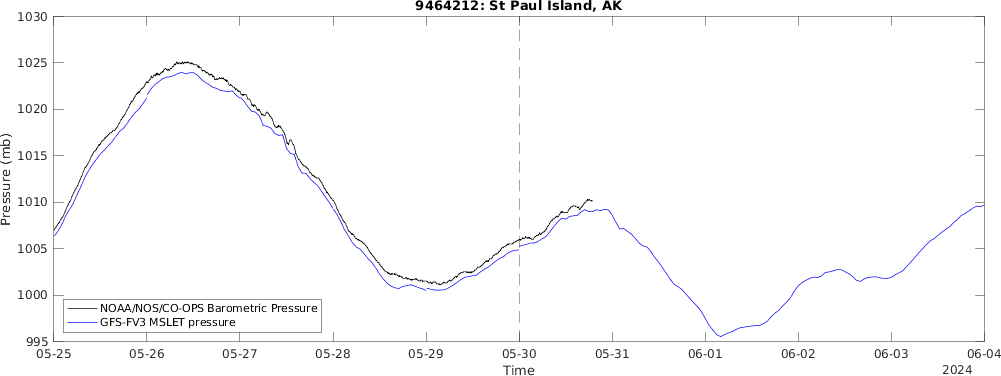 9464212: St Paul Island, AK
1030
1025
1020
1015
1010
1005
1000
995
Pressure (mb)
NOAA/NOS/CO-OPS Barometric Pressure
GFS-FV3 MSLET pressure
05-25 05-26 05-27 05-28 05-29 05-30 05-31 06-01 06-02 06-03 06-04
Time
2024